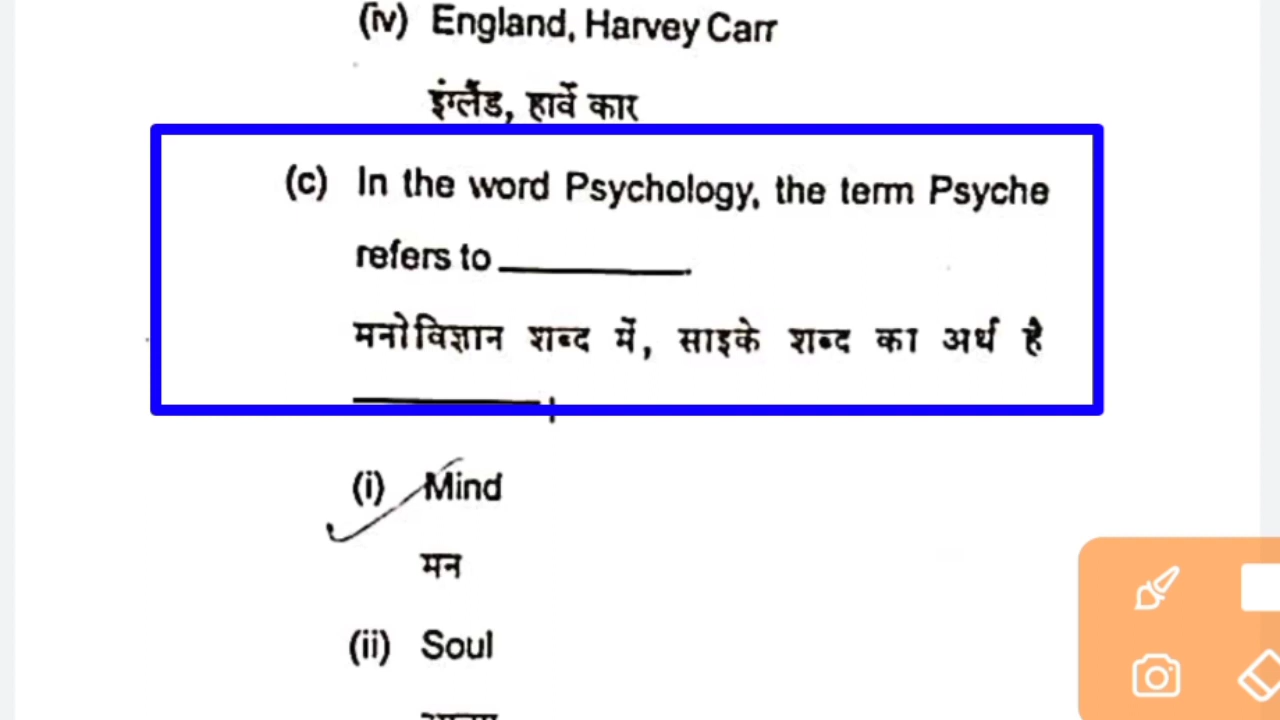 (iv) England, Harvey Carr
इंग्लैंड, हार्वे कार
(c) In the word Psychology, the term Psyche
refers to ________.
मनोविज्ञान शब्द में, साइके शब्द का अर्थ है
________।
(i) Mind
मन
(ii) Soul